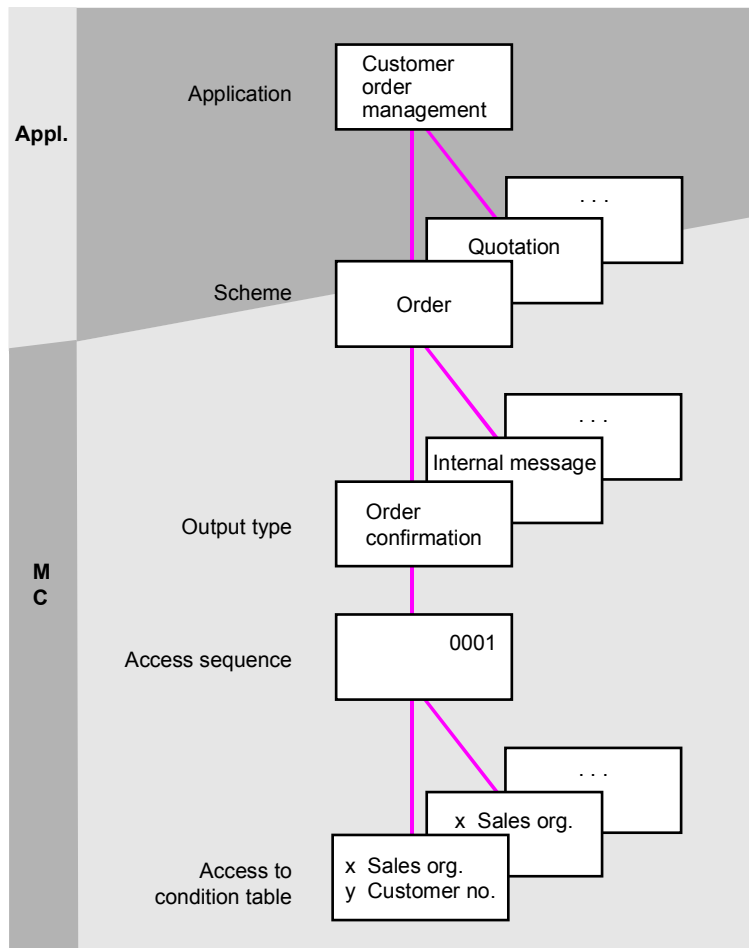 Appl.
Application
Customer
order
management
. . .
Quotation
Scheme
Order
. . .
Internal message
Output type
Order
confirmation
M
C
Access sequence
0001
. . .
x Sales org.
Access to
condition table
x Sales org.
y Customer no.